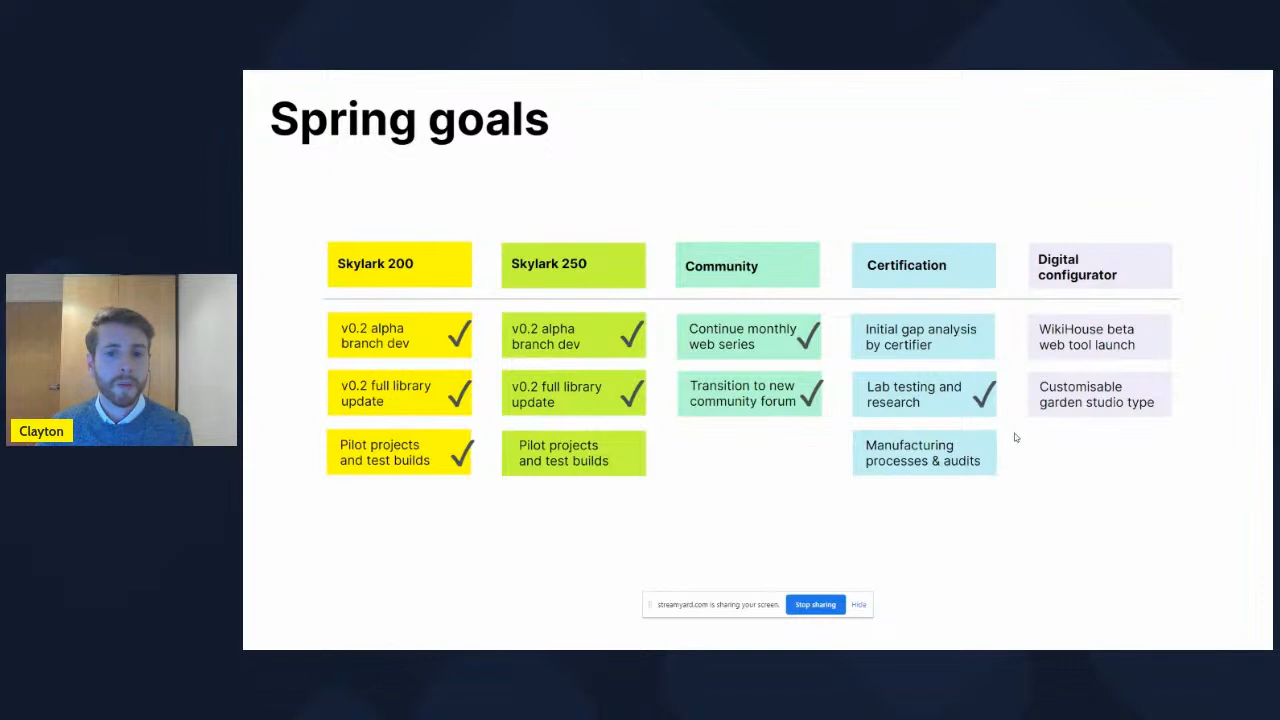 Spring goals
Skylark 200
Skylark 250
Community
Certification
Digital
configurator
v0.2 alpha
branch dev
v0.2 alpha
branch dev
Continue monthly
web series
Initial gap analysis
by certifier
WikiHouse beta
web tool launch
v0.2 full library
update
v0.2 full library
update
Transition to new
community forum
Lab testing and
research
Customisable
garden studio type
Pilot projects
and test builds
Pilot projects
and test builds
Manufacturing
processes & audits
Clayton
streamyard.com is sharing your screen.
Stop sharing
Hide